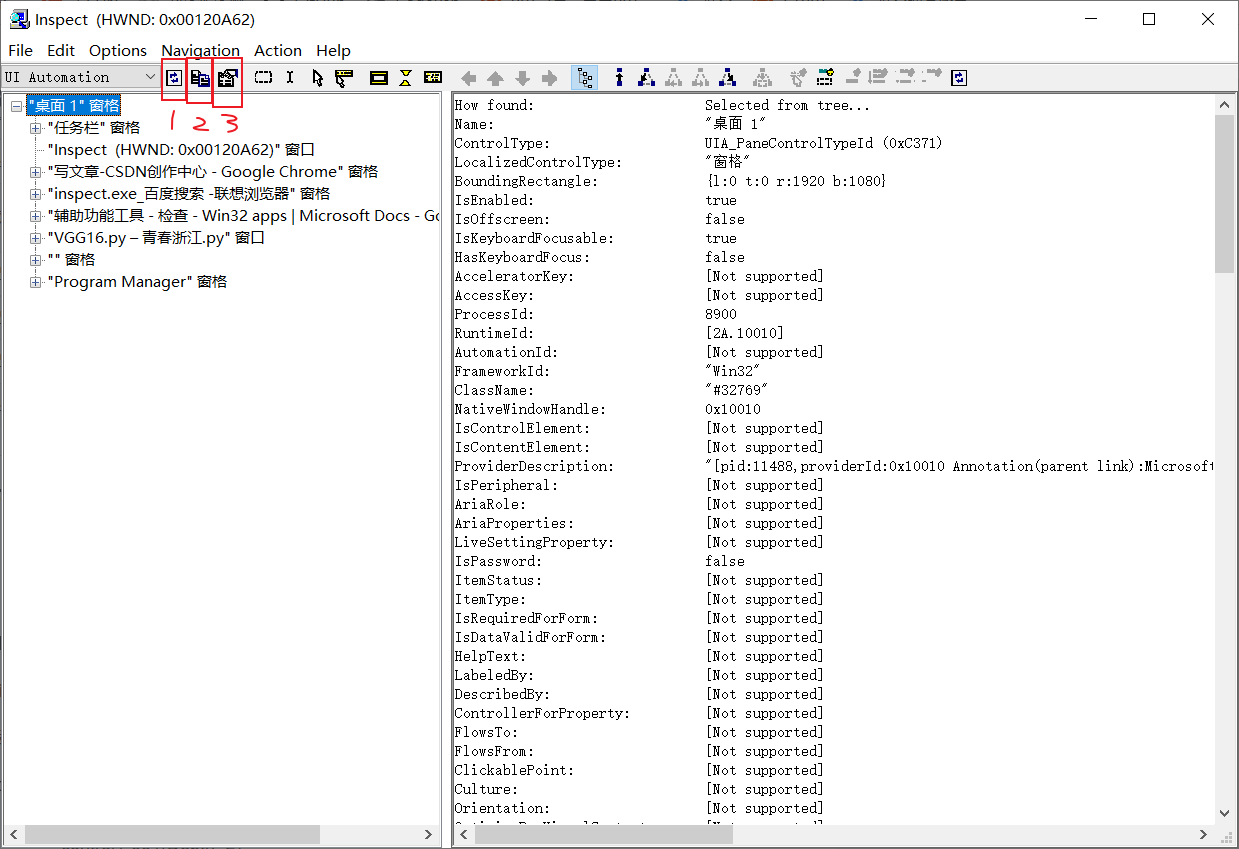 Inspect (HWND: 0x00120A62)
File Edit Options Navigation Action Help
UI Automation
1 2 3
"桌面 1" 窗格
"任务栏" 窗格
"Inspect (HWND: 0x00120A62)" 窗口
"写文章-CSDN创作中心 - Google Chrome" 窗格
"inspect.exe_百度搜索 -联想浏览器" 窗格
"辅助功能工具 - 检查 - Win32 apps | Microsoft Docs - Go
"VGG16.py – 青春浙江.py" 窗口
"" 窗格
"Program Manager" 窗格
How found: Selected from tree...
Name: "桌面 1"
ControlType: UIA_PaneControlTypeId (0xC371)
LocalizedControlType: "窗格"
BoundingRectangle: {l:0 t:0 r:1920 b:1080}
IsEnabled: true
IsOffscreen: false
IsKeyboardFocusable: true
HasKeyboardFocus: false
AcceleratorKey: [Not supported]
AccessKey: [Not supported]
ProcessId: 8900
RuntimeId: [2A.10010]
AutomationId: [Not supported]
FrameworkId: "Win32"
ClassName: "#32769"
NativeWindowHandle: 0x10010
IsControlElement: [Not supported]
IsContentElement: [Not supported]
ProviderDescription: "[pid:11488,providerId:0x10010 Annotation(parent link):Microsoft
IsPeripheral: [Not supported]
AriaRole: [Not supported]
AriaProperties: [Not supported]
LiveSettingProperty: [Not supported]
IsPassword: false
ItemStatus: [Not supported]
ItemType: [Not supported]
IsRequiredForForm: [Not supported]
IsDataValidForForm: [Not supported]
HelpText: [Not supported]
LabeledBy: [Not supported]
DescribedBy: [Not supported]
ControllerForProperty: [Not supported]
FlowsTo: [Not supported]
FlowsFrom: [Not supported]
ClickablePoint: [Not supported]
Culture: [Not supported]
Orientation: [Not supported]